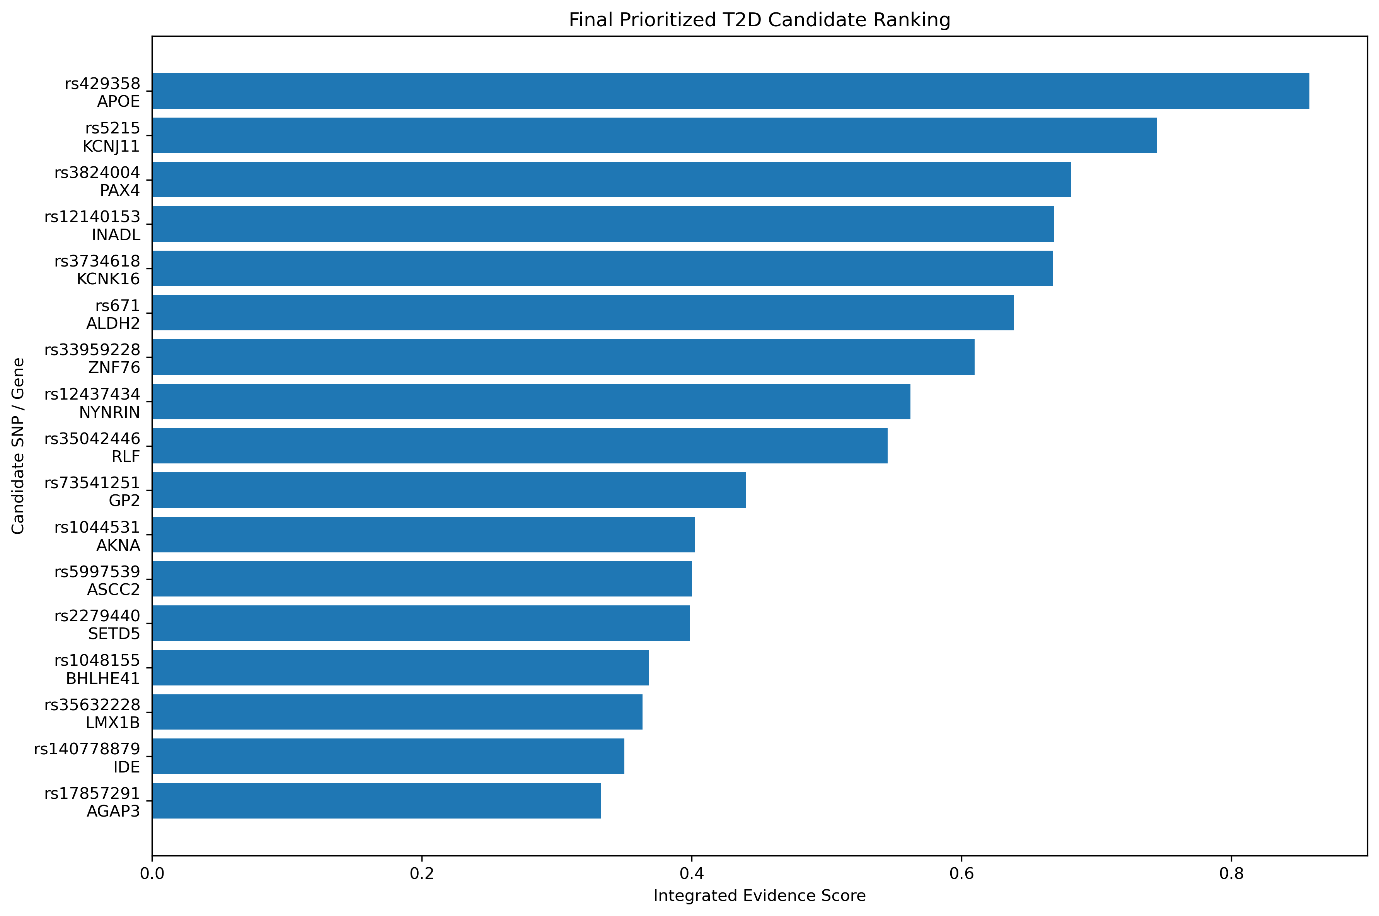 Final Prioritized T2D Candidate Ranking
rs429358
APOE
rs5215
KCNJ11
rs3824004
PAX4
rs12140153
INADL
rs3734618
KCNK16
rs671
ALDH2
rs33959228
ZNF76
rs12437434
NYNRIN
rs35042446
RLF
rs73541251
GP2
rs1044531
AKNA
rs5997539
ASCC2
rs2279440
SETD5
rs1048155
BHLHE41
rs35632228
LMX1B
rs140778879
IDE
rs17857291
AGAP3
Candidate SNP / Gene
0.0 0.2 0.4 0.6 0.8
Integrated Evidence Score